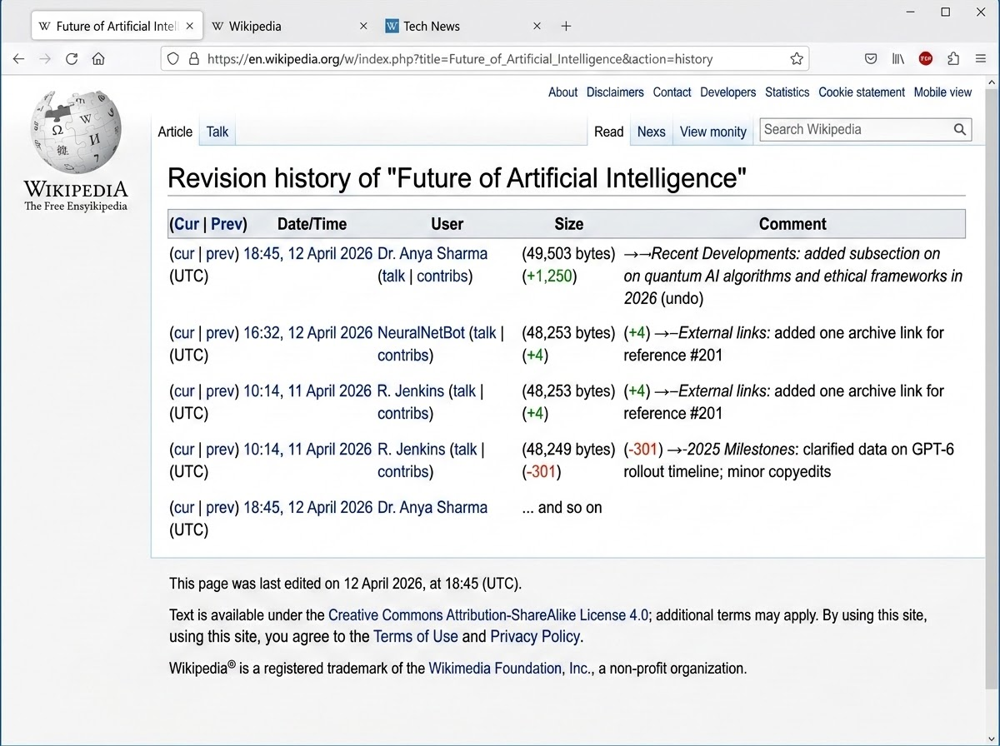 Future of Artificial Intel
Wikipedia
Tech News
https://en.wikipedia.org/w/index.php?title=Future_of_Artificial_Intelligence&action=history
About Disclaimers Contact Developers Statistics Cookie statement Mobile view
Article Talk Read Nexs View monity Search Wikipedia
WIKIPEDIA
The Free Ensyikipedia
Revision history of "Future of Artificial Intelligence"
(Cur | Prev) Date/Time User Size Comment
(cur | prev) 18:45, 12 April 2026 Dr. Anya Sharma (49,503 bytes) →→Recent Developments: added subsection on
(UTC) (talk | contribs) (+1,250) on quantum AI algorithms and ethical frameworks in
2026 (undo)
(cur | prev) 16:32, 12 April 2026 NeuralNetBot (talk | (48,253 bytes) (+4) →–External links: added one archive link for
(UTC) contribs) (+4) reference #201
(cur | prev) 10:14, 11 April 2026 R. Jenkins (talk | (48,253 bytes) (+4) →–External links: added one archive link for
(UTC) contribs) (+4) reference #201
(cur | prev) 10:14, 11 April 2026 R. Jenkins (talk | (48,249 bytes) (-301) →-2025 Milestones: clarified data on GPT-6
(UTC) contribs) (-301) rollout timeline; minor copyedits
(cur | prev) 18:45, 12 April 2026 Dr. Anya Sharma ... and so on
(UTC)
This page was last edited on 12 April 2026, at 18:45 (UTC).
Text is available under the Creative Commons Attribution-ShareAlike License 4.0; additional terms may apply. By using this site,
using this site, you agree to the Terms of Use and Privacy Policy.
Wikipedia® is a registered trademark of the Wikimedia Foundation, Inc., a non-profit organization.